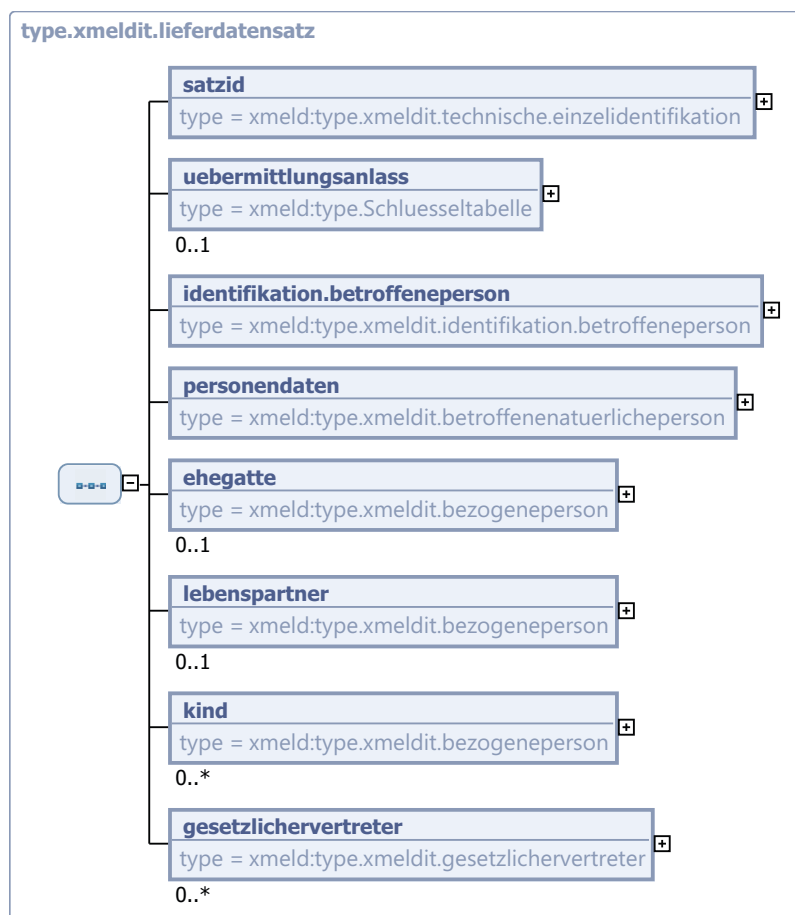 type.xmeldit.lieferdatensatz
satzid
type = xmeld:type.xmeldit.technische.einzelidentifikation
uebermittlungsanlass
type = xmeld:type.Schluesseltabelle
0..1
identifikation.betroffeneperson
type = xmeld:type.xmeldit.identifikation.betroffeneperson
personendaten
type = xmeld:type.xmeldit.betroffenenatuerlicheperson
ehegatte
type = xmeld:type.xmeldit.bezogeneperson
0..1
lebenspartner
type = xmeld:type.xmeldit.bezogeneperson
0..1
kind
type = xmeld:type.xmeldit.bezogeneperson
0..*
gesetzlichervertreter
type = xmeld:type.xmeldit.gesetzlichervertreter
0..*